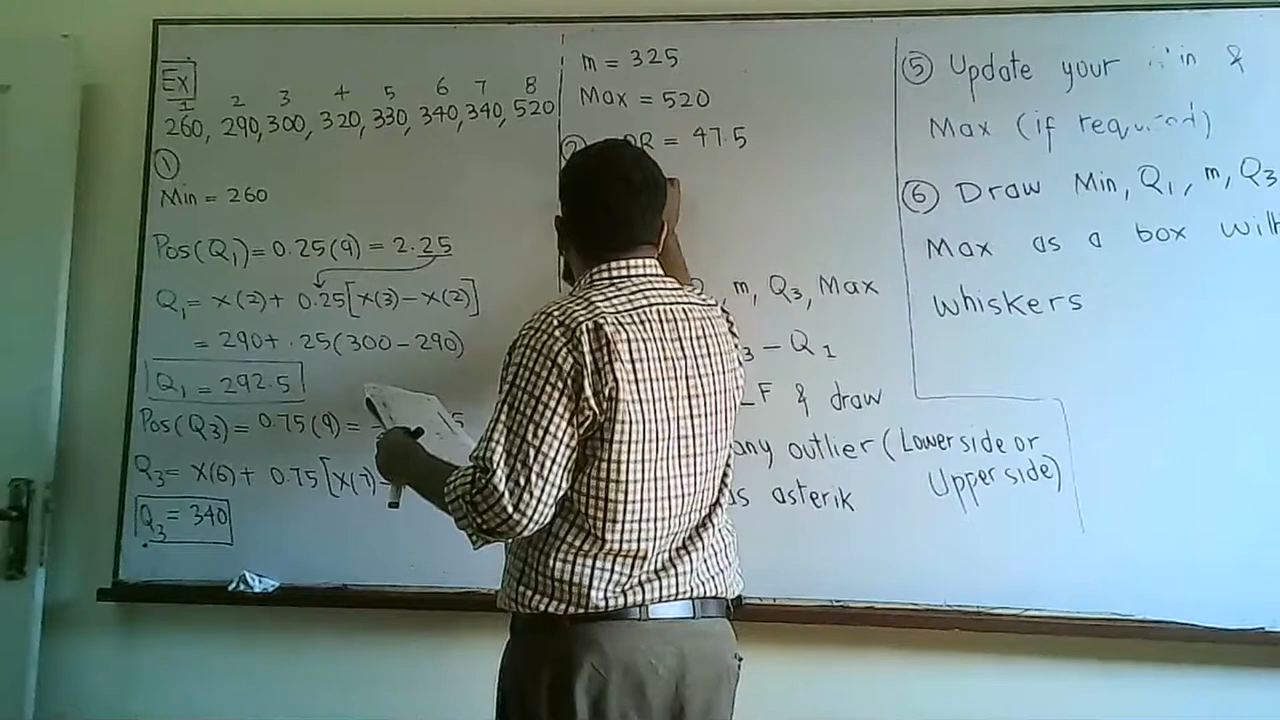 Ex
1 2 3 4 5 6 7 8
260, 290, 300, 320, 330, 340, 340, 520
①
Min = 260
Pos(Q1) = 0.25(9) = 2.25
Q1 = x(2) + 0.25[x(3) – x(2)]
= 290 + .25(300 – 290)
Q1 = 292.5
Pos(Q3) = 0.75(9) =
Q3 = x(6) + 0.75[x(7) –
Q3 = 340
m = 325
Max = 520
② = 47.5
, m, Q3, Max
3 – Q1
F & draw
any outlier (Lower side or
Upper side)
as asterik
⑤ Update your &
Max (if required)
⑥ Draw Min, Q1, m, Q3
Max as a box with
whiskers